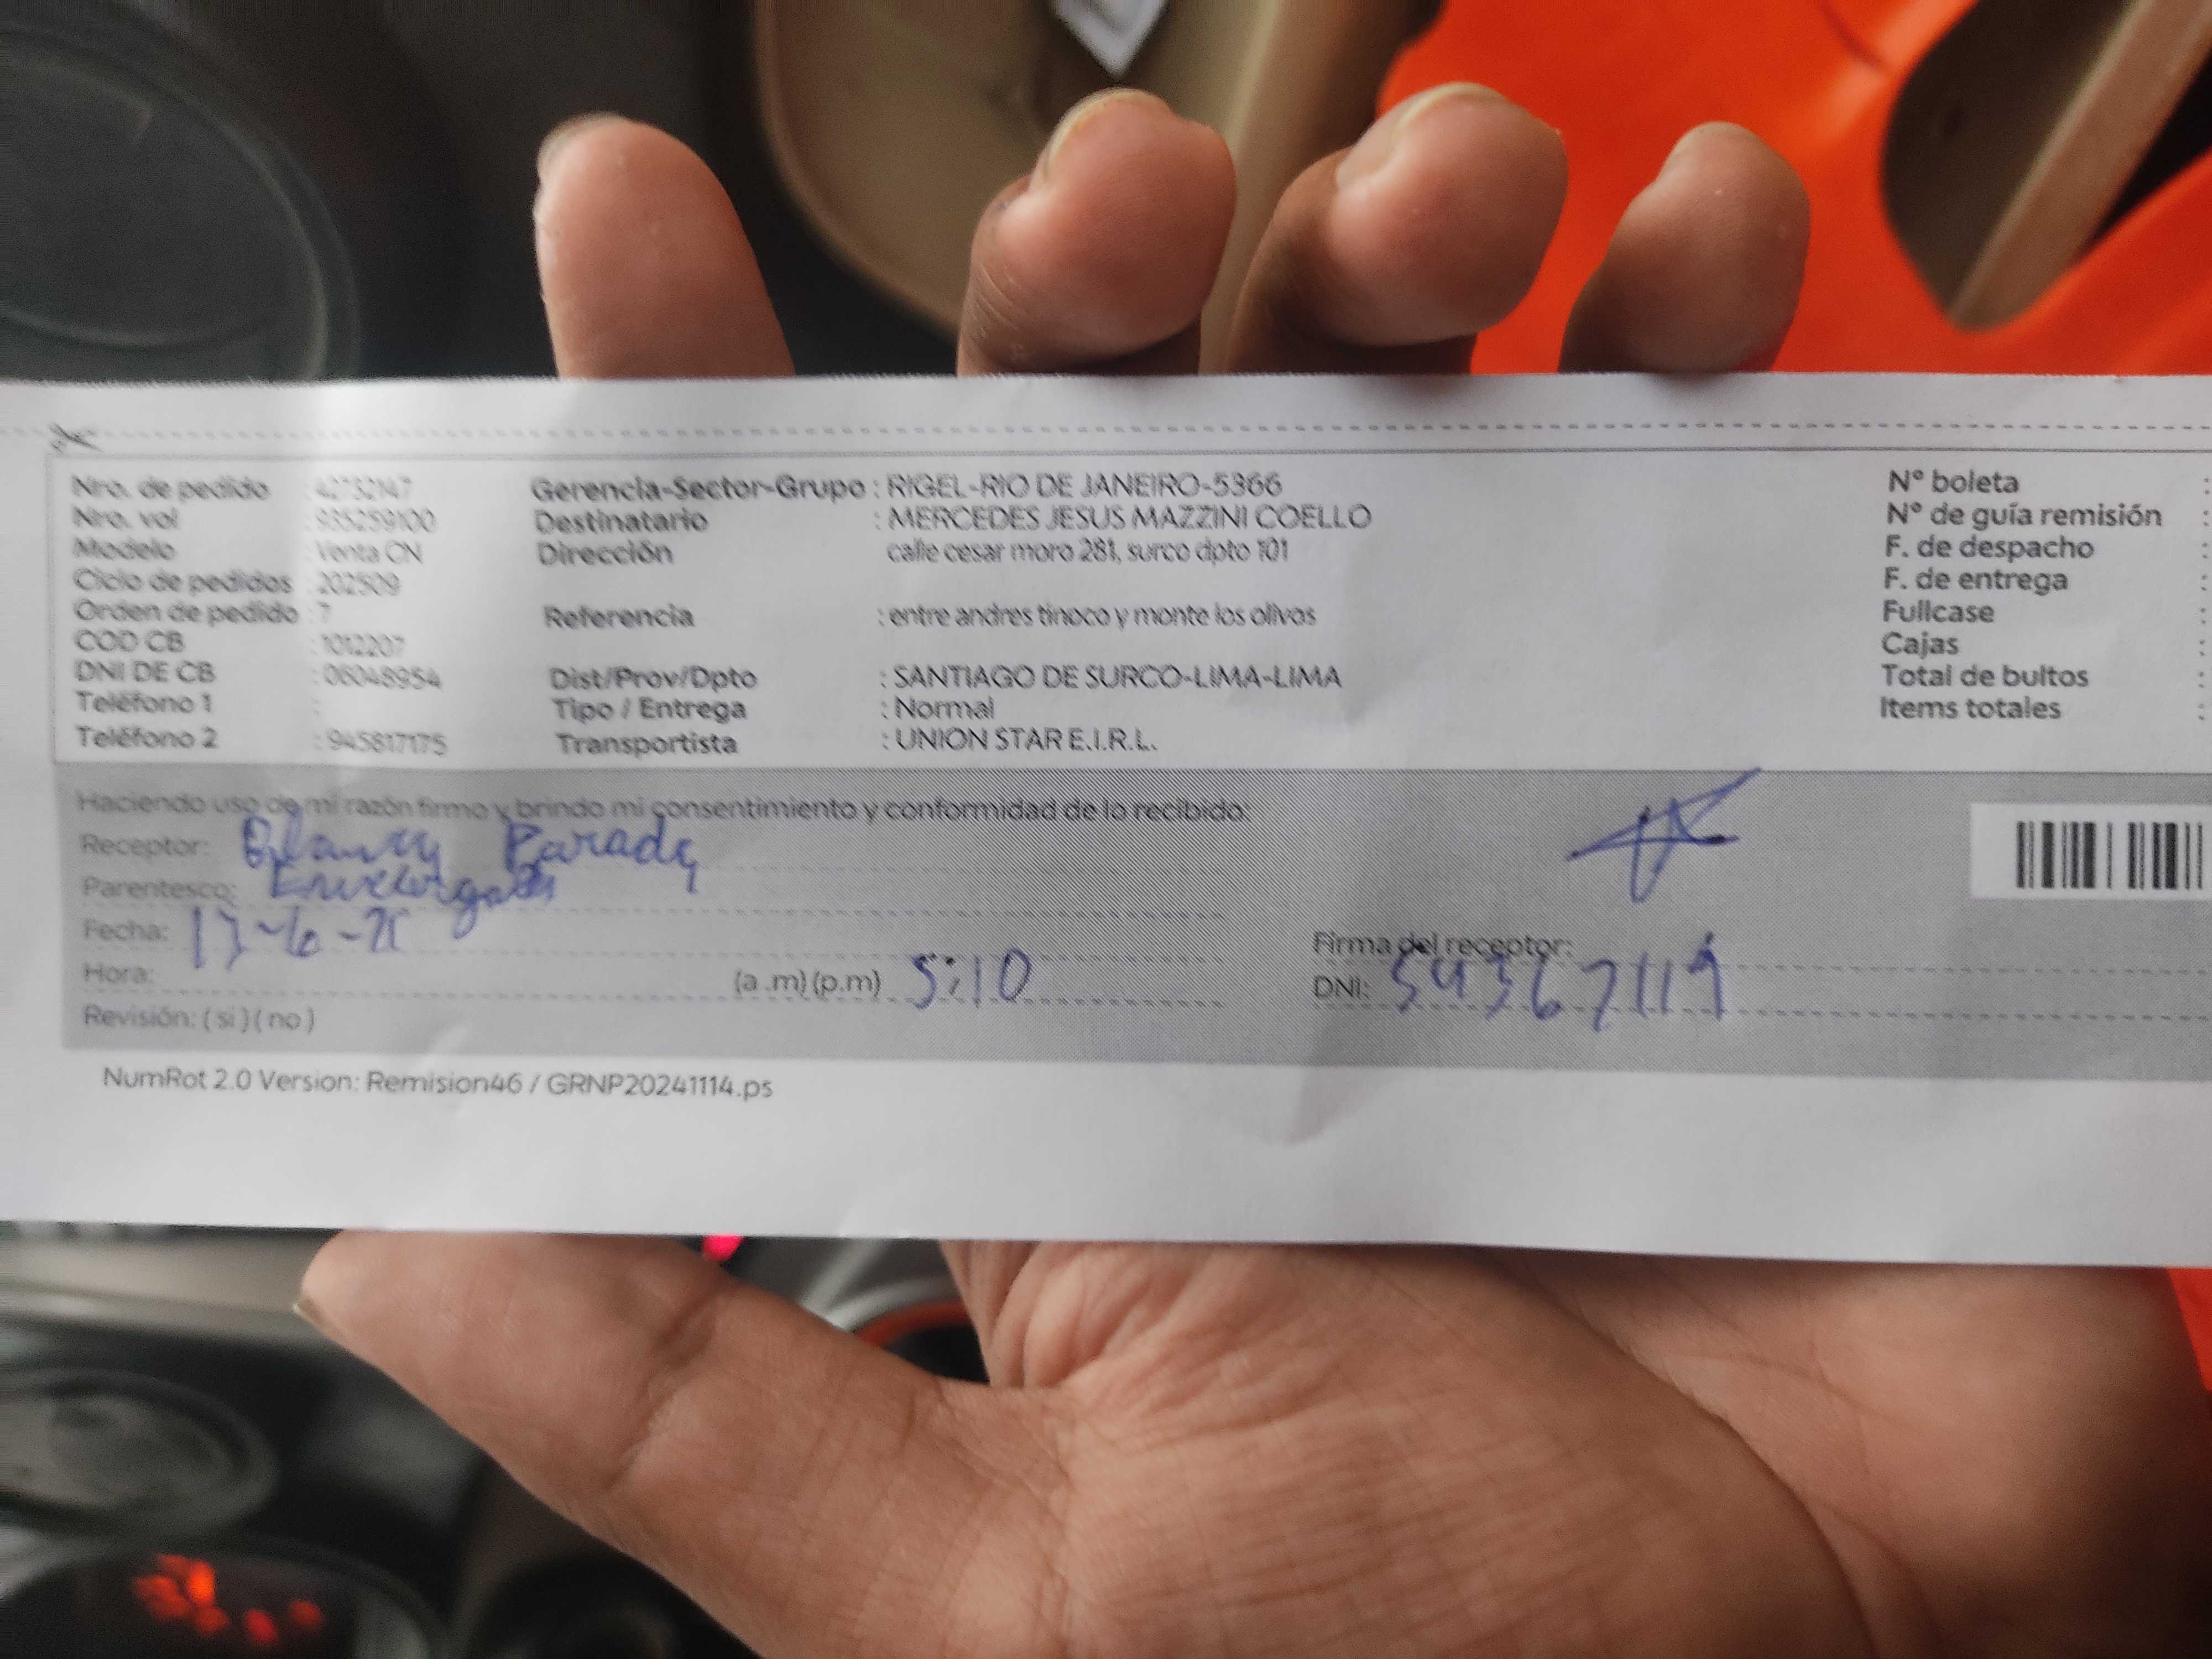 Nro. de pedido : 42732147 Gerencia-Sector-Grupo : RIGEL-RIO DE JANEIRO-5366 N° boleta :
Nro. vol : 985259100 Destinatario : MERCEDES JESUS MAZZINI COELLO N° de guía remisión :
Modelo : Venta CN Dirección calle cesar moro 281, surco dpto 101 F. de despacho :
Ciclo de pedidos : 202509 F. de entrega :
Orden de pedido : 7 Referencia : entre andres tinoco y monte los olivos Fullcase :
COD CB : 1012207 Cajas :
DNI DE CB : 06048954 Dist/Prov/Dpto : SANTIAGO DE SURCO-LIMA-LIMA Total de bultos :
Teléfono 1 : Tipo / Entrega : Normal Items totales :
Teléfono 2 : 945817175 Transportista : UNION STAR E.I.R.L.
Haciendo uso de mi razón firmo y brindo mi consentimiento y conformidad de lo recibido:
Receptor: Parada
Parentesco:
Fecha: 13-6-25
Firma del receptor:
Hora: (a .m) (p.m) 5:10 DNI:
Revisión: ( si ) ( no )
NumRot 2.0 Version: Remision46 / GRNP20241114.ps